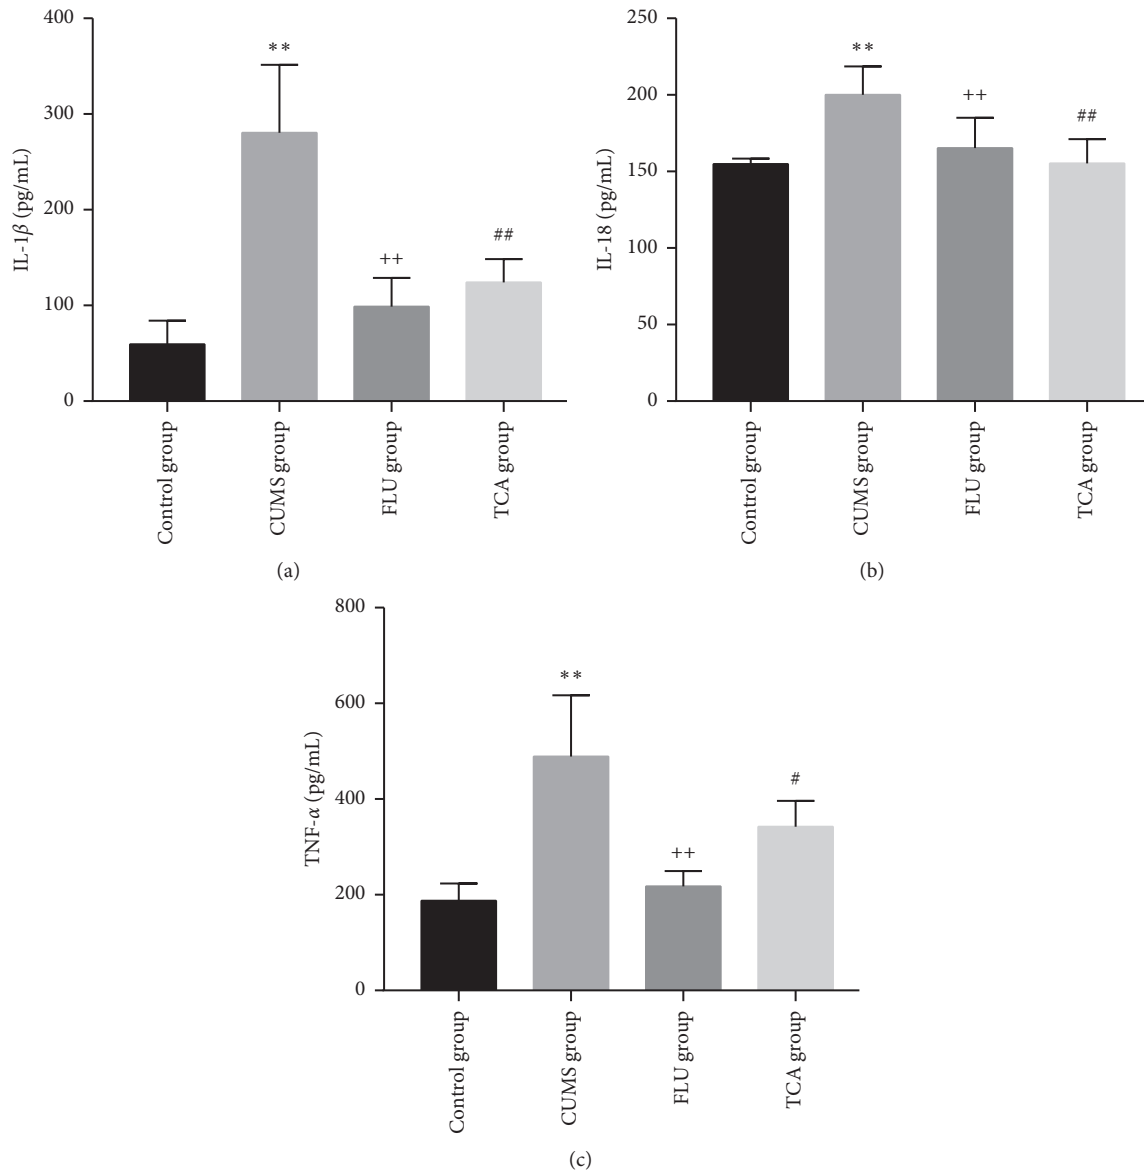 400
300
200
100
0
IL-1β (pg/mL)
**
++
##
Control group
CUMS group
FLU group
TCA group
(a)
250
200
150
100
50
0
IL-18 (pg/mL)
**
++
##
Control group
CUMS group
FLU group
TCA group
(b)
800
600
400
200
0
TNF-α (pg/mL)
**
++
#
Control group
CUMS group
FLU group
TCA group
(c)